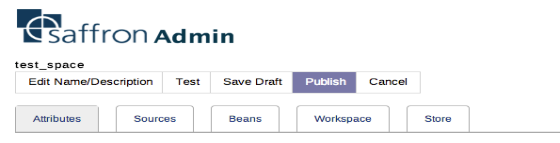 saffron Admin
test_space
Edit Name/Description Test Save Draft Publish Cancel
Attributes Sources Beans Workspace Store